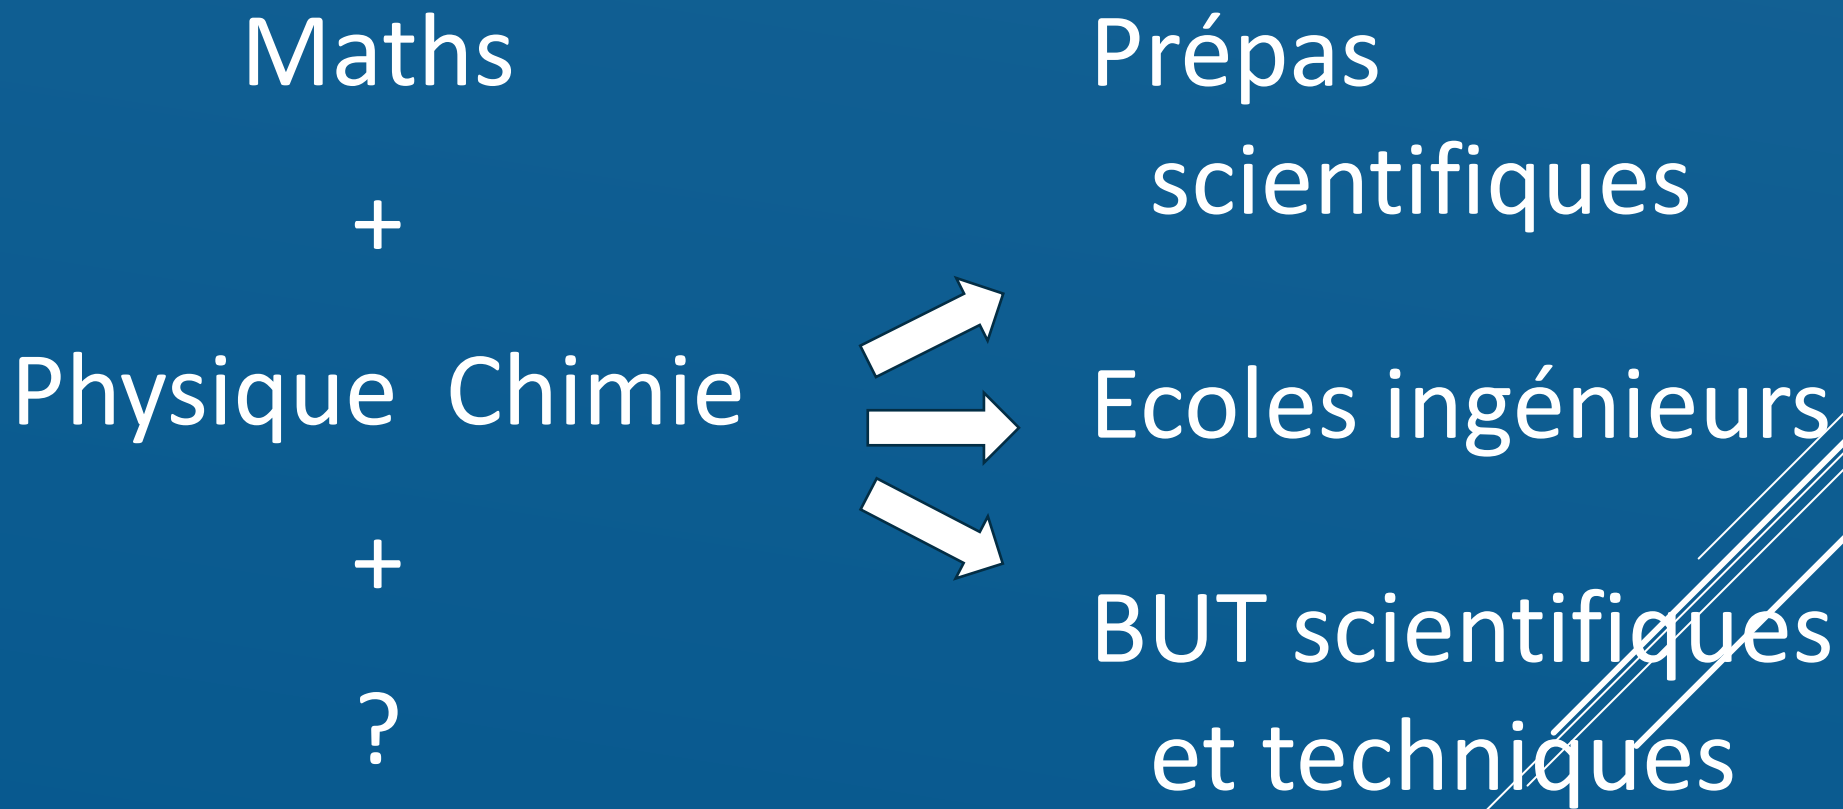 Maths
+
Physique Chimie
+
?
Prépas
scientifiques
Ecoles ingénieurs
BUT scientifiques
et techniques